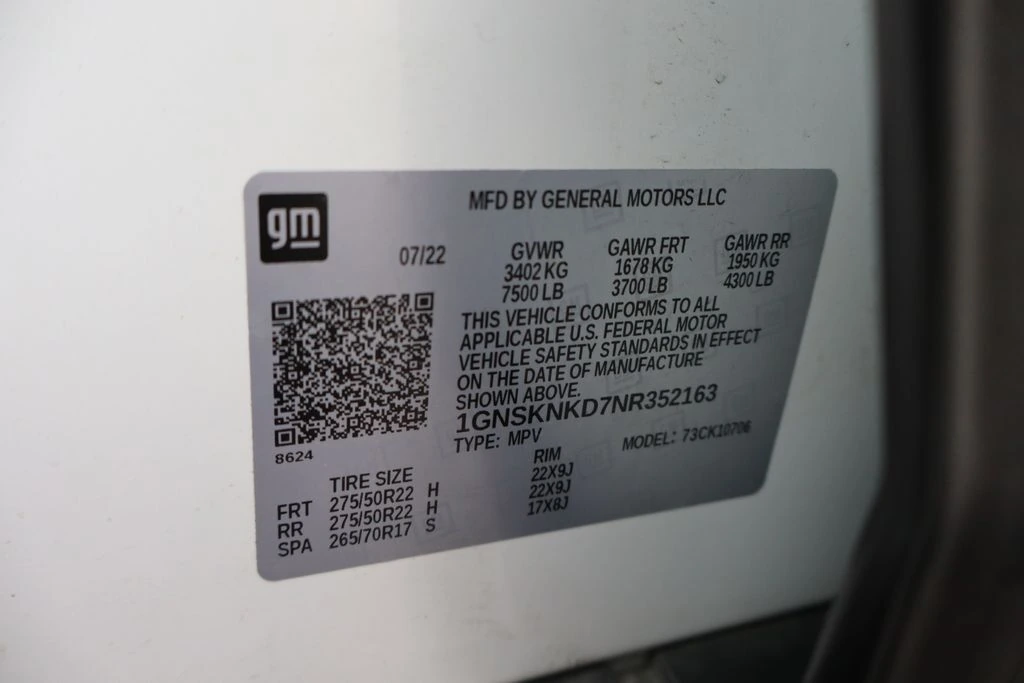 gm
MFD BY GENERAL MOTORS LLC
07/22 GVWR GAWR FRT GAWR RR
3402 KG 1678 KG 1950 KG
7500 LB 3700 LB 4300 LB
THIS VEHICLE CONFORMS TO ALL
APPLICABLE U.S. FEDERAL MOTOR
VEHICLE SAFETY STANDARDS IN EFFECT
ON THE DATE OF MANUFACTURE
SHOWN ABOVE.
1GNSKNKD7NR352163
TYPE: MPV MODEL: 73CK10706
8624
TIRE SIZE RIM
FRT 275/50R22 H 22X9J
RR 275/50R22 H 22X9J
SPA 265/70R17 S 17X8J